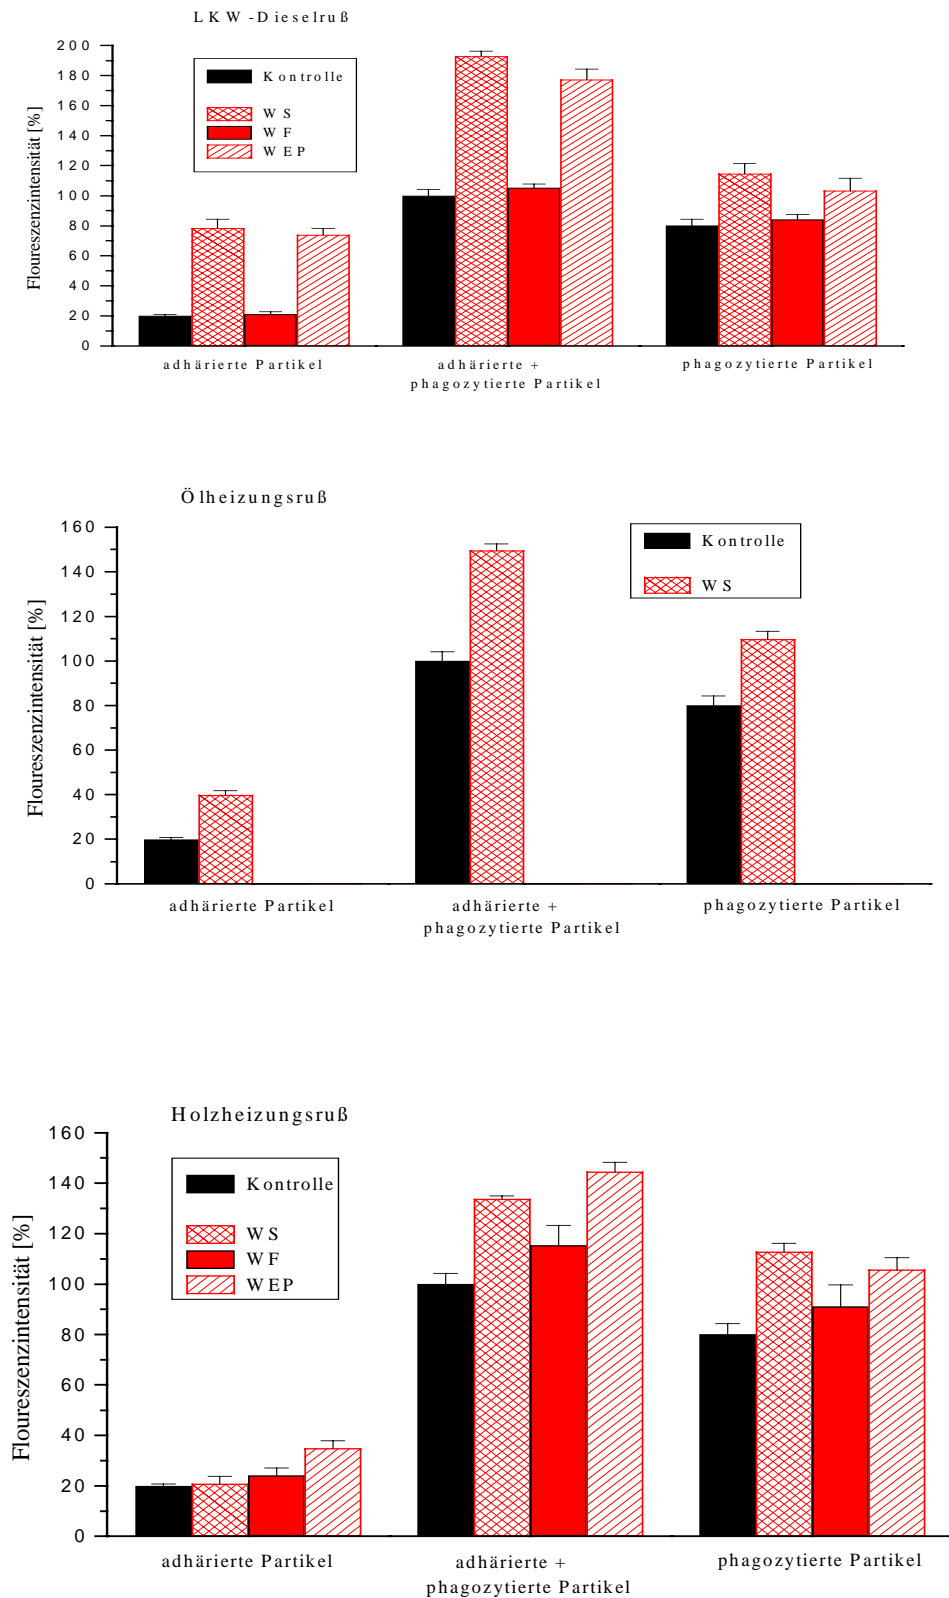 LKW-Dieselruß
Floureszenzintensität [%]
200
180
160
140
120
100
80
60
40
20
0
Kontrolle
WS
WF
WEP
adhärierte Partikel
adhärierte +
phagozytierte Partikel
phagozytierte Partikel
Ölheizungsruß
Floureszenzintensität [%]
160
140
120
100
80
60
40
20
0
Kontrolle
WS
adhärierte Partikel
adhärierte +
phagozytierte Partikel
phagozytierte Partikel
Holzheizungsruß
Floureszenzintensität [%]
160
140
120
100
80
60
40
20
0
Kontrolle
WS
WF
WEP
adhärierte Partikel
adhärierte +
phagozytierte Partikel
phagozytierte Partikel